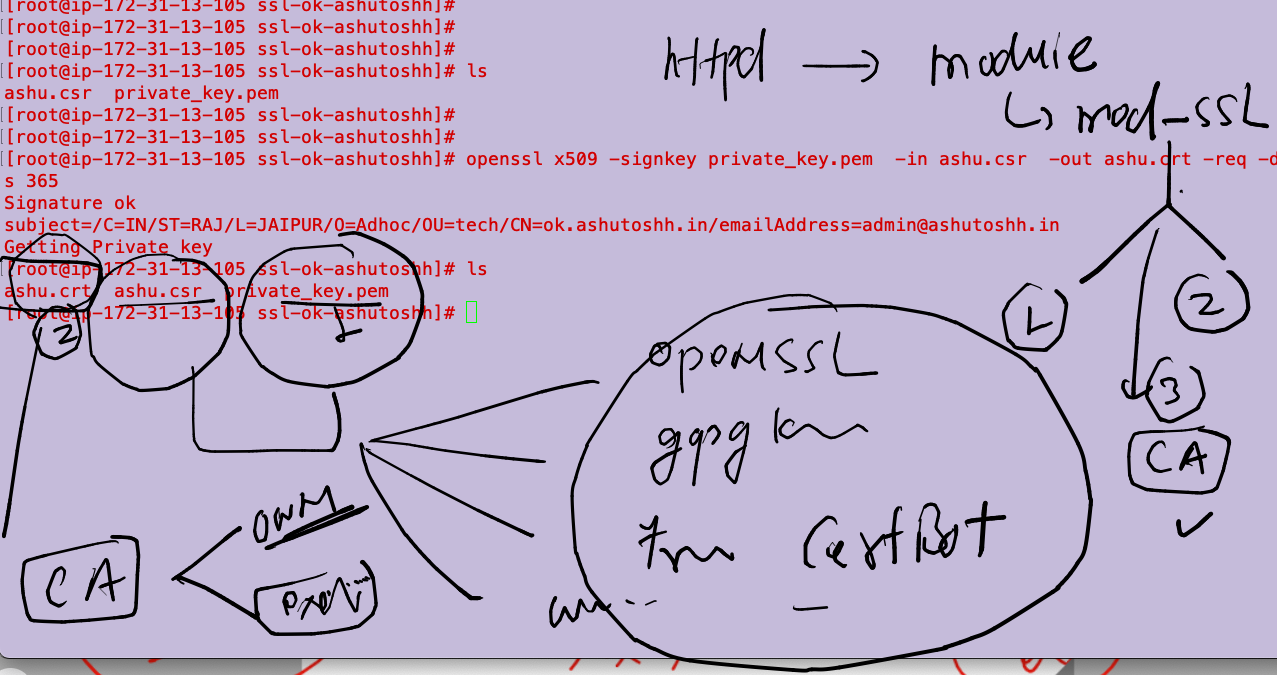 [root@ip-172-31-13-105 ssl-ok-ashutoshh]#
[root@ip-172-31-13-105 ssl-ok-ashutoshh]#
[root@ip-172-31-13-105 ssl-ok-ashutoshh]#
[root@ip-172-31-13-105 ssl-ok-ashutoshh]# ls
ashu.csr  private_key.pem
[root@ip-172-31-13-105 ssl-ok-ashutoshh]#
[root@ip-172-31-13-105 ssl-ok-ashutoshh]#
[root@ip-172-31-13-105 ssl-ok-ashutoshh]# openssl x509 -signkey private_key.pem  -in ashu.csr  -out ashu.crt -req -d
s 365
Signature ok
subject=/C=IN/ST=RAJ/L=JAIPUR/O=Adhoc/OU=tech/CN=ok.ashutoshh.in/emailAddress=admin@ashutoshh.in
Getting Private key
[root@ip-172-31-13-105 ssl-ok-ashutoshh]# ls
ashu.crt  ashu.csr  private_key.pem
[root@ip-172-31-13-105 ssl-ok-ashutoshh]#
httpd → module
mod-SSL
1
2
3
CA
2
1
openSSL
CertBot
own
CA